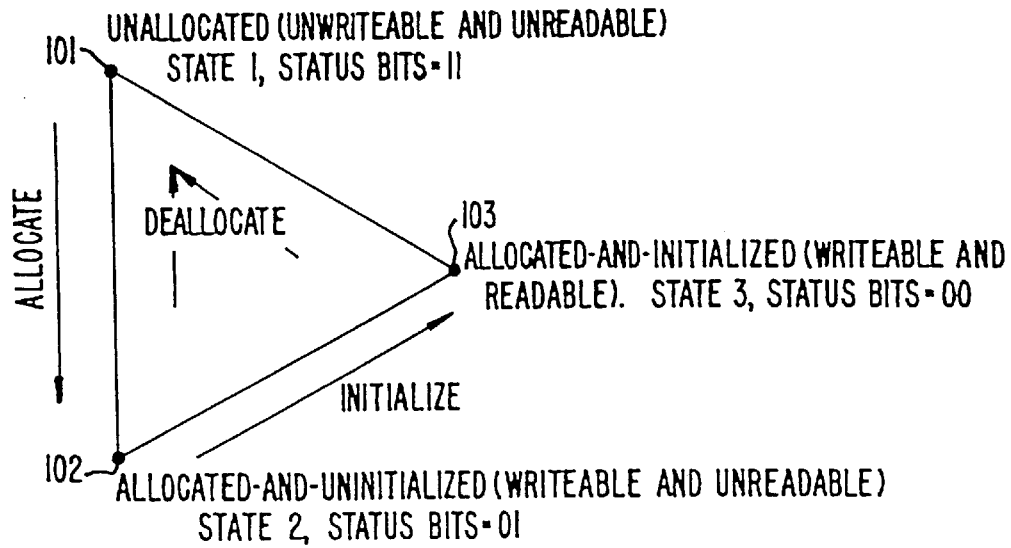 UNALLOCATED (UNWRITEABLE AND UNREADABLE)
101
STATE 1, STATUS BITS=11
ALLOCATE
DEALLOCATE
103
ALLOCATED-AND-INITIALIZED (WRITEABLE AND
READABLE). STATE 3, STATUS BITS=00
INITIALIZE
102
ALLOCATED-AND-UNINITIALIZED (WRITEABLE AND UNREADABLE)
STATE 2, STATUS BITS=01